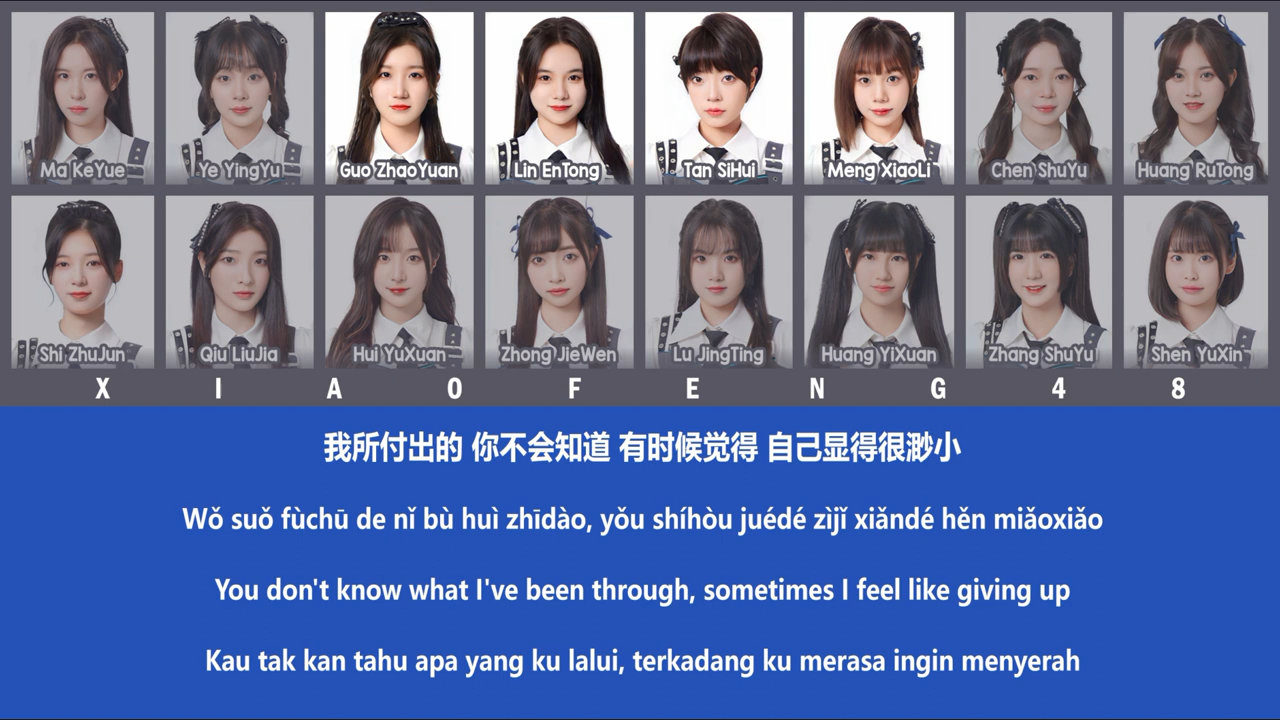 Ma KeYue Ye YingYu Guo ZhaoYuan Lin EnTong Tan SiHui Meng XiaoLi Chen ShuYu Huang RuTong
Shi ZhuJun Qiu LiuJia Hui YuXuan Zhong JieWen Lu JingTing Huang YiXuan Zhang ShuYu Shen YuXin
X I A O F E N G 4 8
我所付出的 你不会知道 有时候觉得 自己显得很渺小
Wǒ suǒ fùchū de nǐ bù huì zhīdào, yǒu shíhòu juédé zìjǐ xiǎndé hěn miǎoxiǎo
You don't know what I've been through, sometimes I feel like giving up
Kau tak kan tahu apa yang ku lalui, terkadang ku merasa ingin menyerah